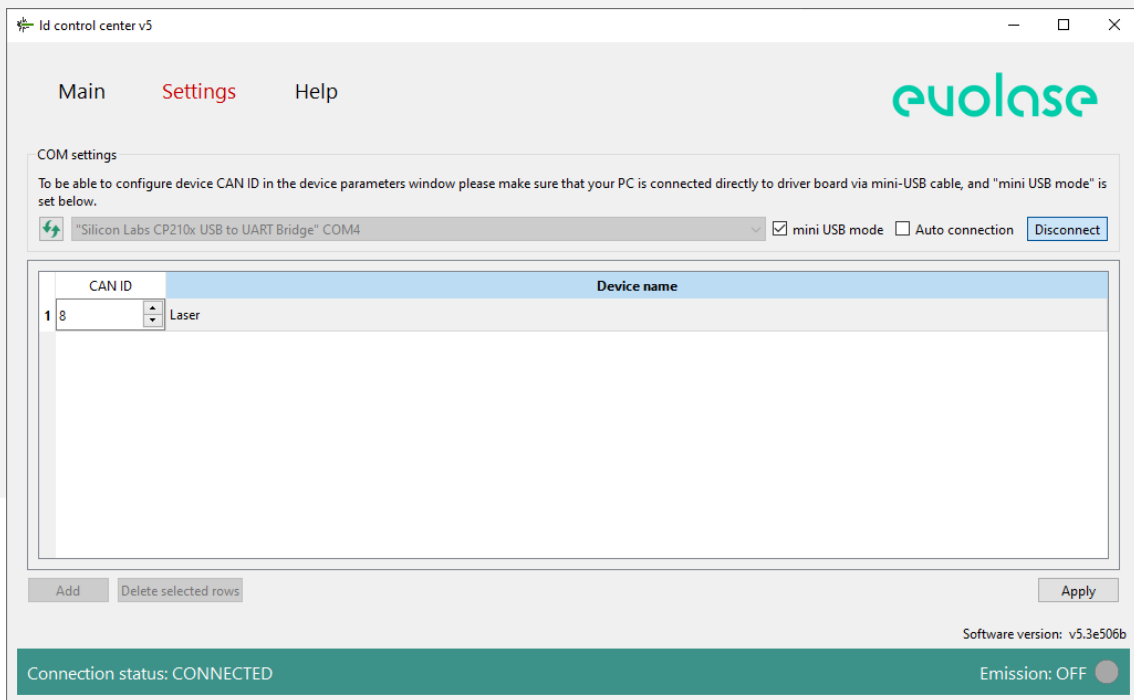 Id control center v5
Main Settings Help
evolase
COM settings
To be able to configure device CAN ID in the device parameters window please make sure that your PC is connected directly to driver board via mini-USB cable, and "mini USB mode" is
set below.
"Silicon Labs CP210x USB to UART Bridge" COM4 mini USB mode Auto connection Disconnect
CAN ID Device name
1 8 Laser
Add Delete selected rows Apply
Software version: v5.3e506b
Connection status: CONNECTED Emission: OFF